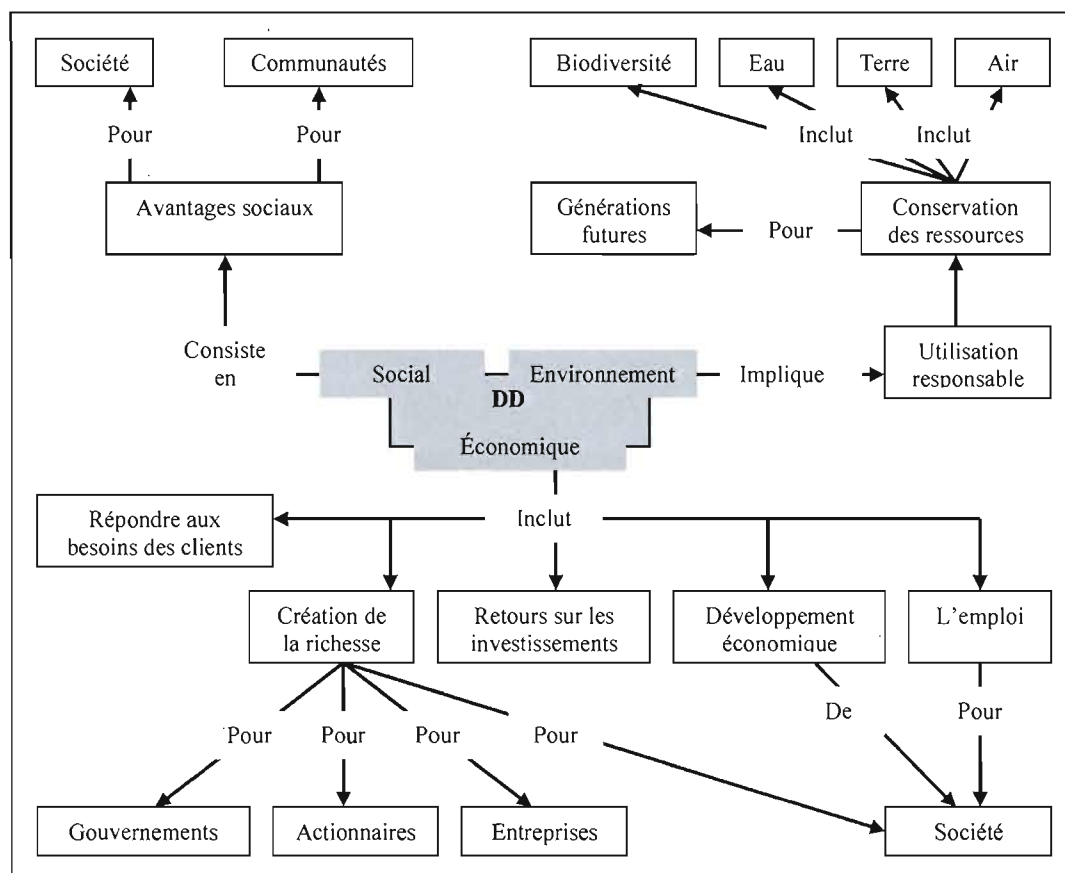 Société
Communautés
Biodiversité
Eau
Terre
Air
Pour
Pour
Inclut
Inclut
Avantages sociaux
Générations
futures
Pour
Conservation
des ressources
Consiste
en
Social
Environnement
Implique
Utilisation
responsable
DD
Économique
Répondre aux
besoins des clients
Inclut
Création de
la richesse
Retours sur les
investissements
Développement
économique
L'emploi
Pour
Pour
Pour
Pour
De
Pour
Gouvernements
Actionnaires
Entreprises
Société